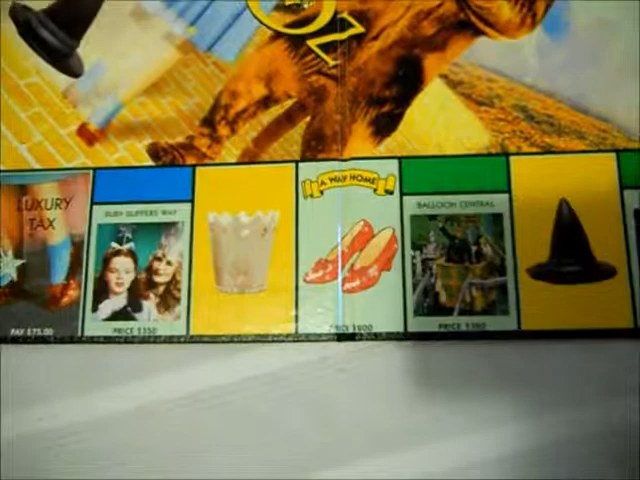 OZ
A WAY HOME
LUXURY
TAX
RUBY SLIPPERS WAY
BALLOON CENTRAL
PAY $75.00
PRICE $350
PRICE $200